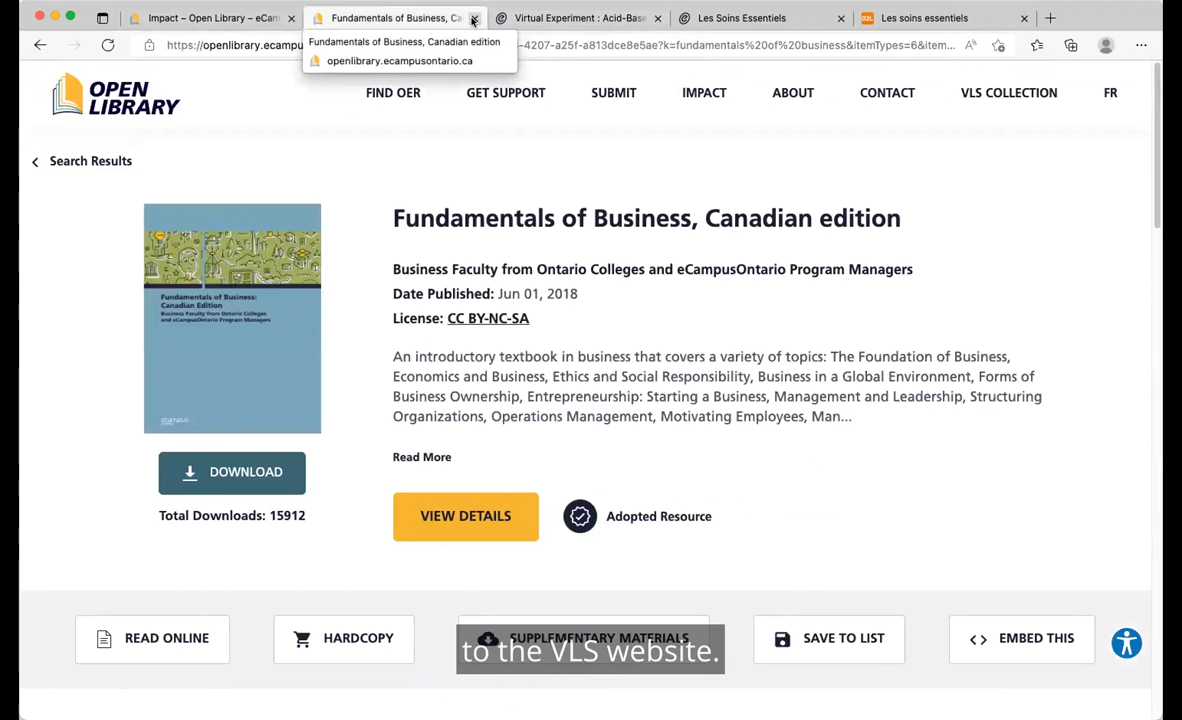 Impact – Open Library – eCam
Fundamentals of Business, Ca
Virtual Experiment : Acid-Base
Les Soins Essentiels
D2L Les soins essentiels
https://openlibrary.ecampu
-4207-a25f-a813dce8e5ae?k=fundamentals%20of%20business&itemTypes=6&item...
Fundamentals of Business, Canadian edition
openlibrary.ecampusontario.ca
OPEN
LIBRARY
FIND OER
GET SUPPORT
SUBMIT
IMPACT
ABOUT
CONTACT
VLS COLLECTION
FR
Search Results
Fundamentals of Business:
Canadian Edition
Business Faculty from Ontario Colleges
and eCampusOntario Program Managers
DOWNLOAD
Total Downloads: 15912
Fundamentals of Business, Canadian edition
Business Faculty from Ontario Colleges and eCampusOntario Program Managers
Date Published: Jun 01, 2018
License: CC BY-NC-SA
An introductory textbook in business that covers a variety of topics: The Foundation of Business,
Economics and Business, Ethics and Social Responsibility, Business in a Global Environment, Forms of
Business Ownership, Entrepreneurship: Starting a Business, Management and Leadership, Structuring
Organizations, Operations Management, Motivating Employees, Man...
Read More
VIEW DETAILS
Adopted Resource
READ ONLINE
HARDCOPY
SUPPLEMENTARY MATERIALS
SAVE TO LIST
EMBED THIS
to the VLS website.